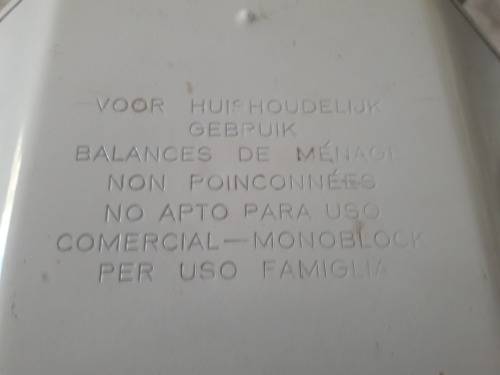 VOOR HUISHOUDELIJK
GEBRUIK
BALANCES DE MÉNAGE
NON POINCONNÉES
NO APTO PARA USO
COMERCIAL—MONOBLOCK
PER USO FAMIGLIA